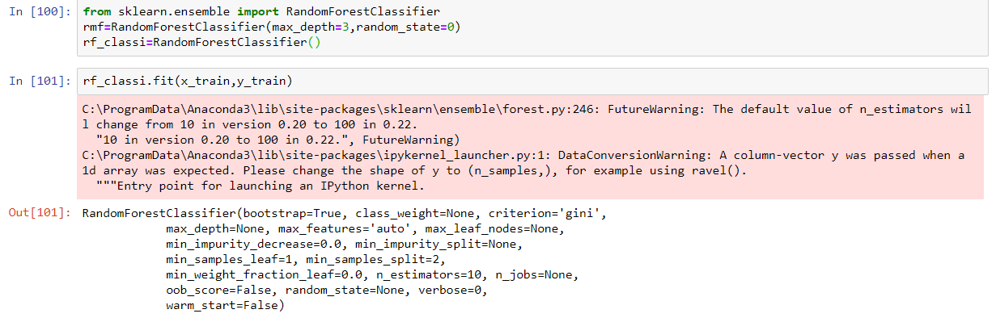 In [100]: from sklearn.ensemble import RandomForestClassifier
rmf=RandomForestClassifier(max_depth=3,random_state=0)
rf_classi=RandomForestClassifier()
In [101]: rf_classi.fit(x_train,y_train)
C:\ProgramData\Anaconda3\lib\site-packages\sklearn\ensemble\forest.py:246: FutureWarning: The default value of n_estimators wil
l change from 10 in version 0.20 to 100 in 0.22.
"10 in version 0.20 to 100 in 0.22.", FutureWarning)
C:\ProgramData\Anaconda3\lib\site-packages\ipykernel_launcher.py:1: DataConversionWarning: A column-vector y was passed when a
1d array was expected. Please change the shape of y to (n_samples,), for example using ravel().
"""Entry point for launching an IPython kernel.
Out[101]: RandomForestClassifier(bootstrap=True, class_weight=None, criterion='gini',
max_depth=None, max_features='auto', max_leaf_nodes=None,
min_impurity_decrease=0.0, min_impurity_split=None,
min_samples_leaf=1, min_samples_split=2,
min_weight_fraction_leaf=0.0, n_estimators=10, n_jobs=None,
oob_score=False, random_state=None, verbose=0,
warm_start=False)